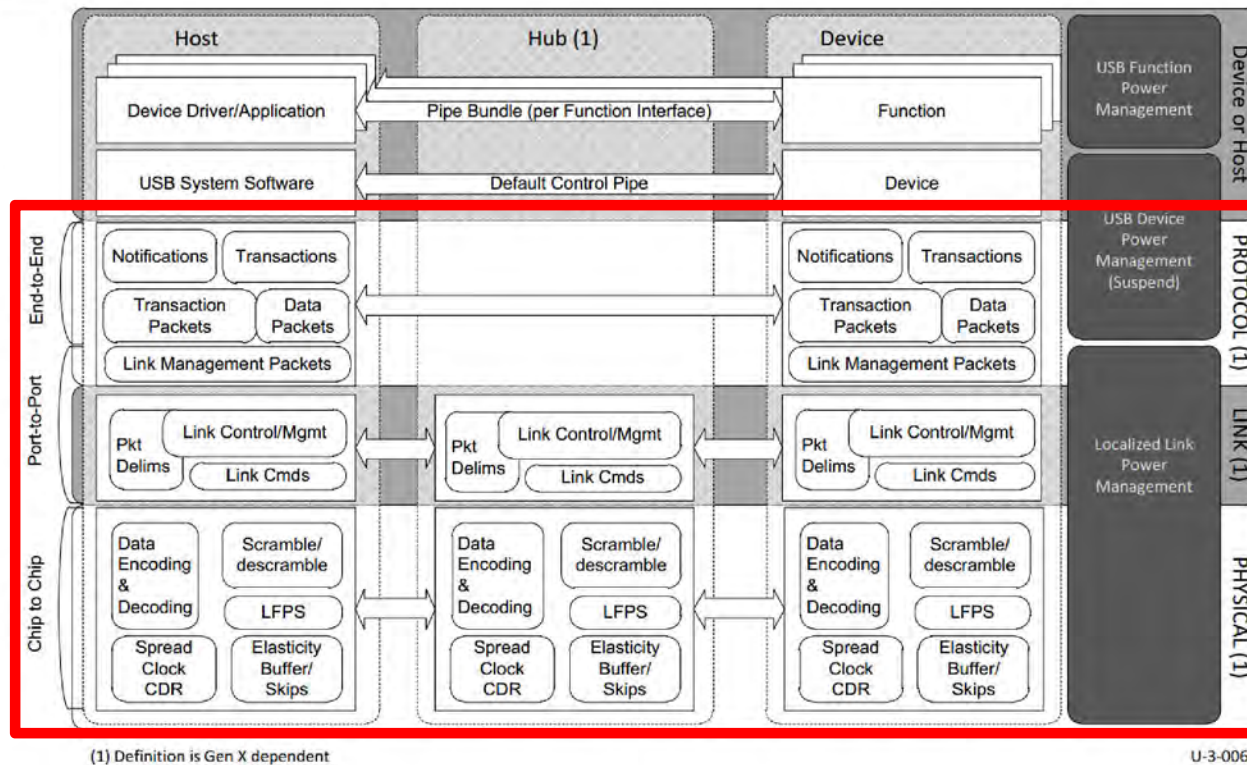 Host
Hub (1)
Device
Device Driver/Application
Pipe Bundle (per Function Interface)
Function
USB Function
Power
Management
Device or Host
USB System Software
Default Control Pipe
Device
End-to-End
Notifications
Transactions
Transaction
Packets
Data
Packets
Link Management Packets
Notifications
Transactions
Transaction
Packets
Data
Packets
Link Management Packets
USB Device
Power
Management
(Suspend)
PROTOCOL (1)
Port-to-Port
Pkt
Delims
Link Control/Mgmt
Link Cmds
Pkt
Delims
Link Control/Mgmt
Link Cmds
Pkt
Delims
Link Control/Mgmt
Link Cmds
Localized Link
Power
Management
LINK (1)
Chip to Chip
Data
Encoding
&
Decoding
Scramble/
descramble
LFPS
Spread
Clock
CDR
Elasticity
Buffer/
Skips
Data
Encoding
&
Decoding
Scramble/
descramble
LFPS
Spread
Clock
CDR
Elasticity
Buffer/
Skips
Data
Encoding
&
Decoding
Scramble/
descramble
LFPS
Spread
Clock
CDR
Elasticity
Buffer/
Skips
PHYSICAL (1)
(1) Definition is Gen X dependent
U-3-006